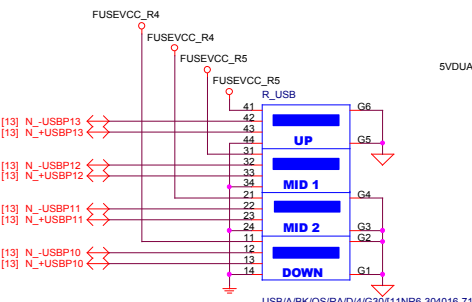 FUSEVCC_R4
FUSEVCC_R4
FUSEVCC_R5
FUSEVCC_R5
5VDUA
R_USB
41
42
43
44
31
32
33
34
21
22
23
24
11
12
13
14
UP
MID 1
MID 2
DOWN
G6
G5
G4
G3
G2
G1
[13] N_-USBP13
[13] N_+USBP13
[13] N_-USBP12
[13] N_+USBP12
[13] N_-USBP11
[13] N_+USBP11
[13] N_-USBP10
[13] N_+USBP10